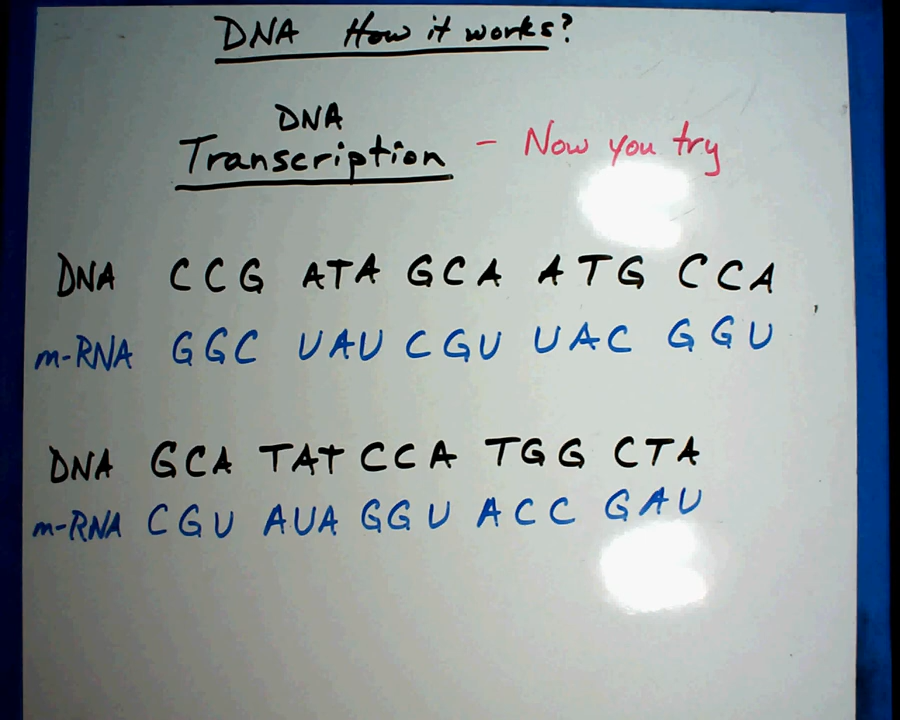 DNA How it works?
DNA
Transcription - Now you try
DNA CCG ATA GCA ATG CCA
m-RNA GGC UAU CGU UAC GGU
DNA GCA TAT CCA TGG CTA
m-RNA CGU AUA GGU ACC GAU